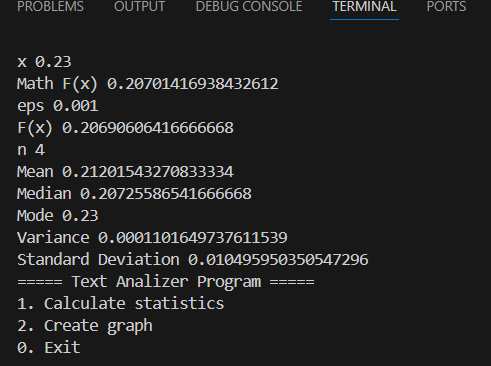 PROBLEMS OUTPUT DEBUG CONSOLE TERMINAL PORTS
x 0.23
Math F(x) 0.20701416938432612
eps 0.001
F(x) 0.20690606416666668
n 4
Mean 0.21201543270833334
Median 0.20725586541666668
Mode 0.23
Variance 0.0001101649737611539
Standard Deviation 0.010495950350547296
===== Text Analizer Program =====
1. Calculate statistics
2. Create graph
0. Exit